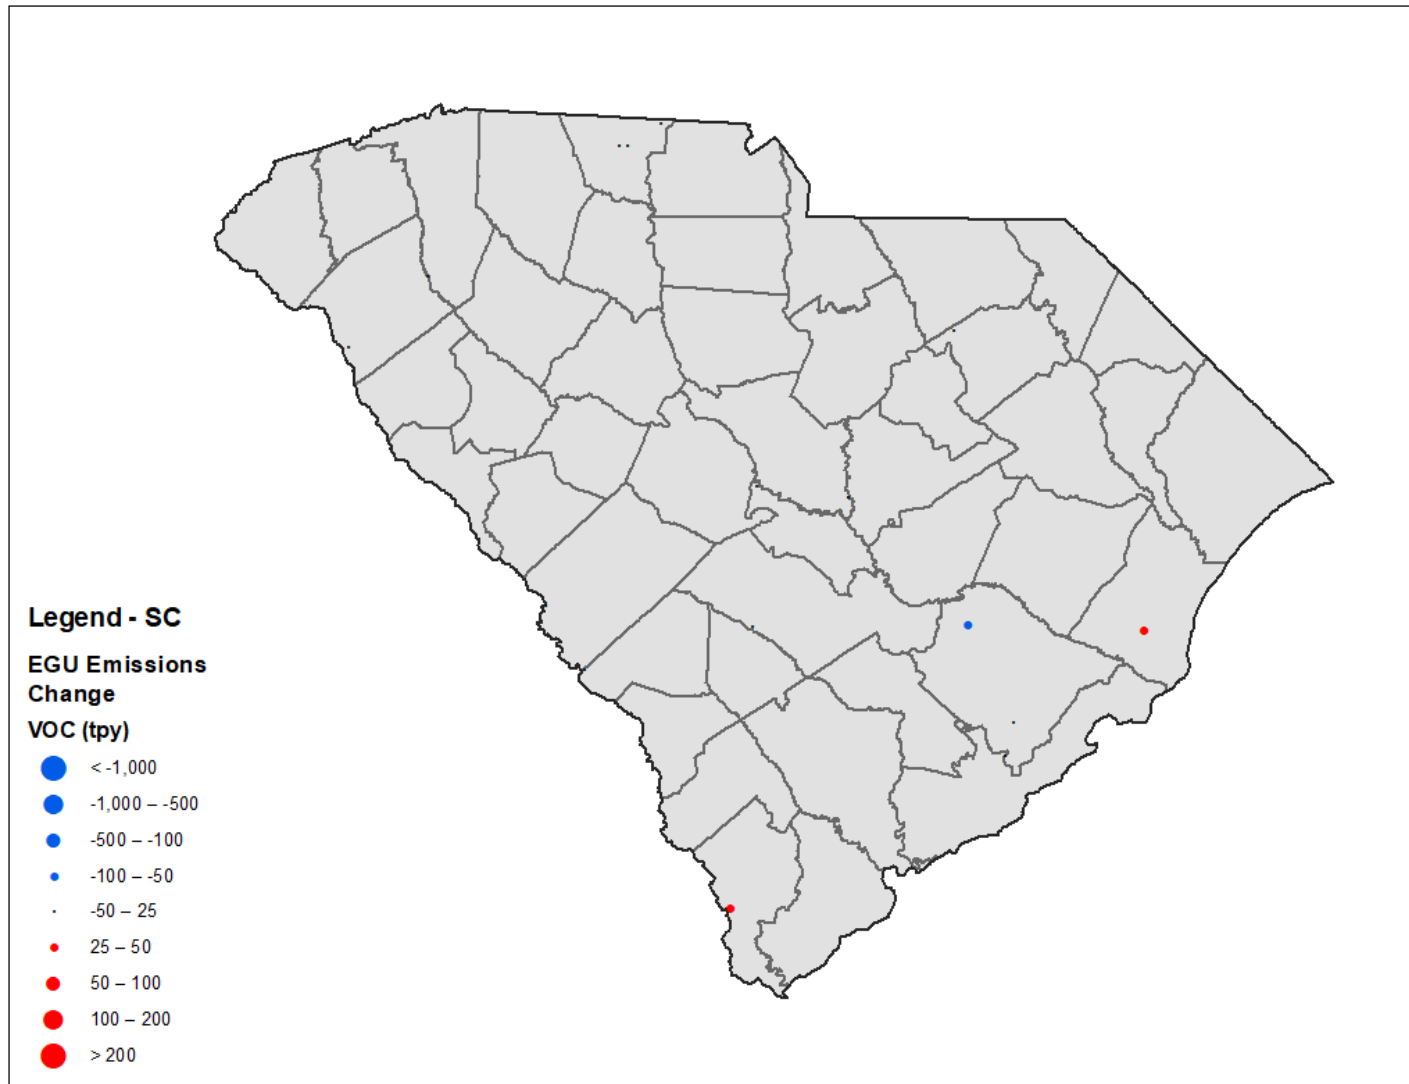 Legend - SC
EGU Emissions
Change
VOC (tpy)
< -1,000
-1,000 – -500
-500 – -100
-100 – -50
-50 – 25
25 – 50
50 – 100
100 – 200
> 200